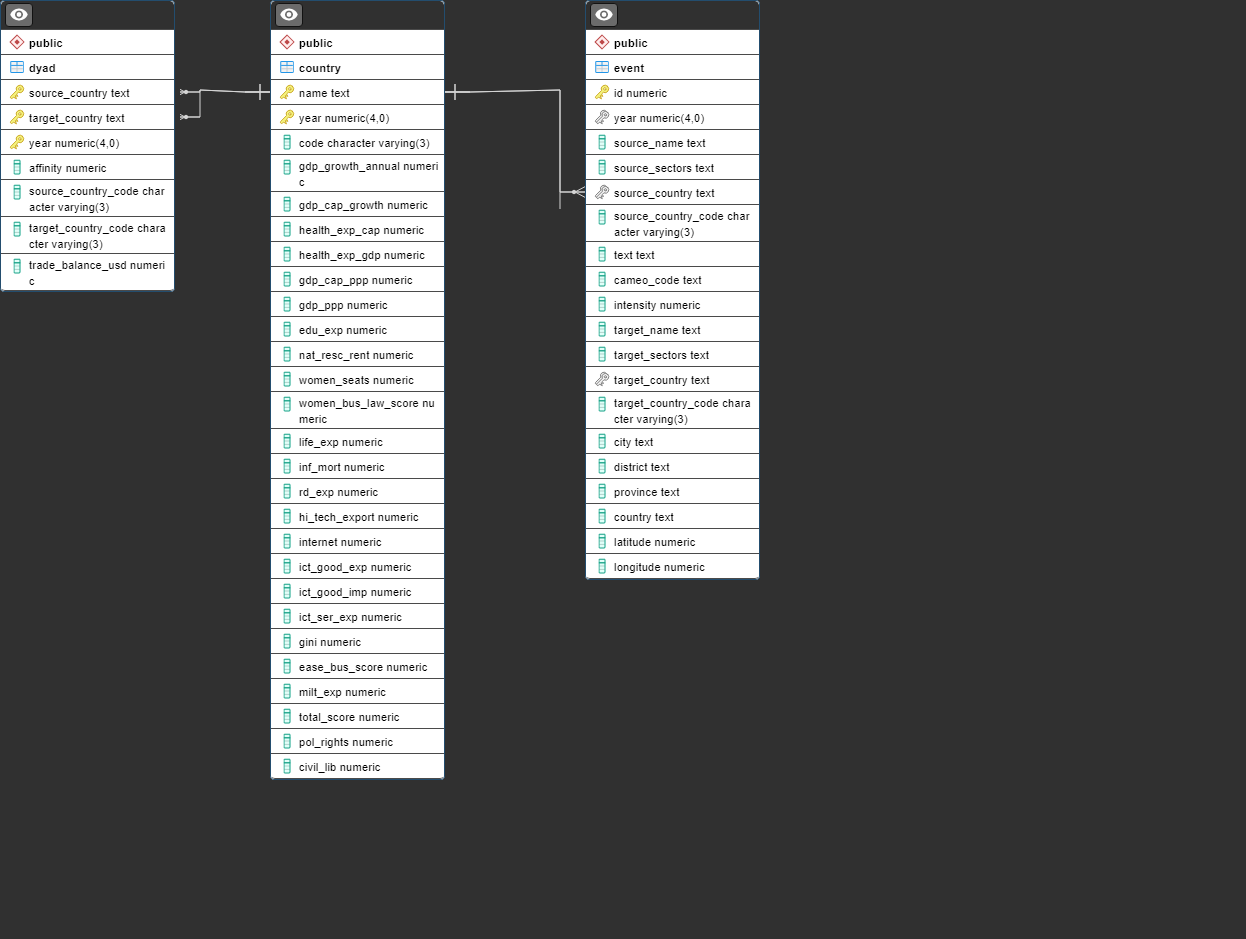 public
dyad
source_country text
target_country text
year numeric(4,0)
affinity numeric
source_country_code char
acter varying(3)
target_country_code chara
cter varying(3)
trade_balance_usd numeri
c
public
country
name text
year numeric(4,0)
code character varying(3)
gdp_growth_annual numeri
c
gdp_cap_growth numeric
health_exp_cap numeric
health_exp_gdp numeric
gdp_cap_ppp numeric
gdp_ppp numeric
edu_exp numeric
nat_resc_rent numeric
women_seats numeric
women_bus_law_score nu
meric
life_exp numeric
inf_mort numeric
rd_exp numeric
hi_tech_export numeric
internet numeric
ict_good_exp numeric
ict_good_imp numeric
ict_ser_exp numeric
gini numeric
ease_bus_score numeric
milt_exp numeric
total_score numeric
pol_rights numeric
civil_lib numeric
public
event
id numeric
year numeric(4,0)
source_name text
source_sectors text
source_country text
source_country_code char
acter varying(3)
text text
cameo_code text
intensity numeric
target_name text
target_sectors text
target_country text
target_country_code chara
cter varying(3)
city text
district text
province text
country text
latitude numeric
longitude numeric